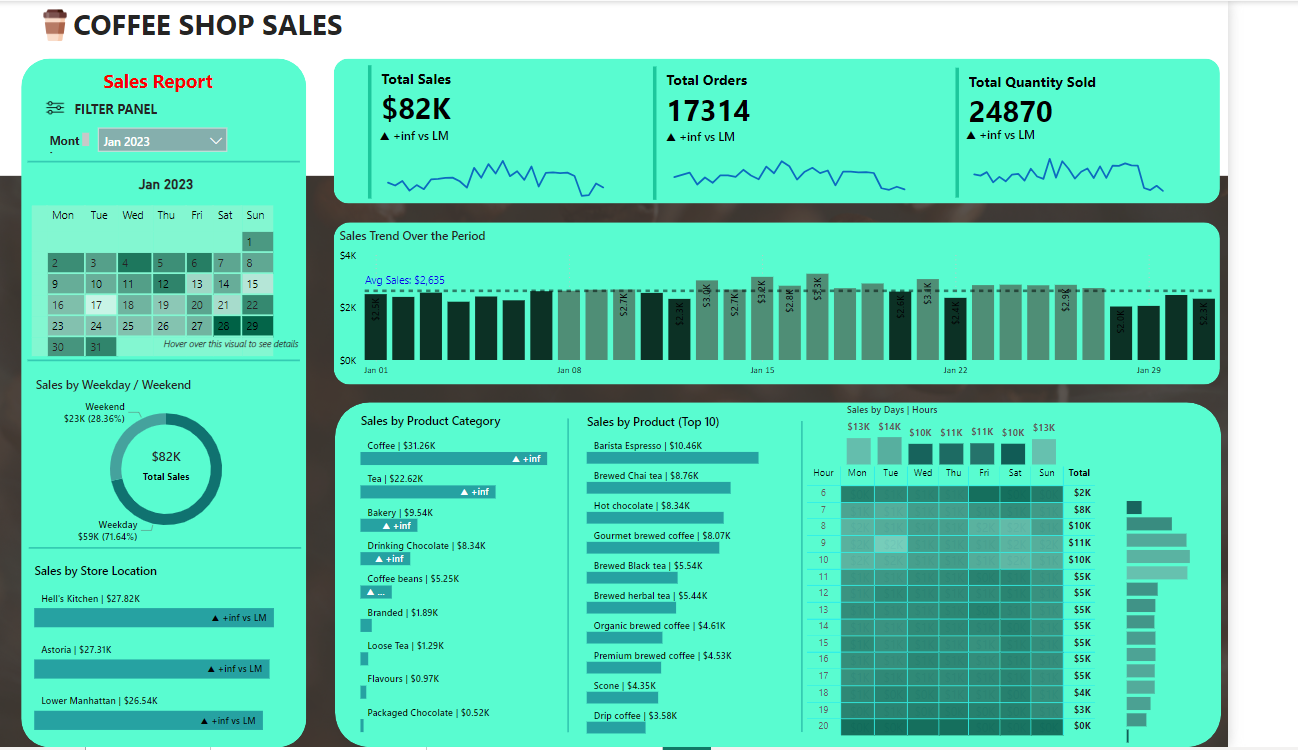 COFFEE SHOP SALES
Sales Report
FILTER PANEL
Mont
Jan 2023
Jan 2023
Mon Tue Wed Thu Fri Sat Sun
1
2 3 4 5 6 7 8
9 10 11 12 13 14 15
16 17 18 19 20 21 22
23 24 25 26 27 28 29
30 31
Hover over this visual to see details
Sales by Weekday / Weekend
Weekend
$23K (28.36%)
$82K
Total Sales
Weekday
$59K (71.64%)
Sales by Store Location
Hell's Kitchen | $27.82K
▲ +inf vs LM
Astoria | $27.31K
▲ +inf vs LM
Lower Manhattan | $26.54K
▲ +inf vs LM
Total Sales
$82K
▲ +inf vs LM
Total Orders
17314
▲ +inf vs LM
Total Quantity Sold
24870
▲ +inf vs LM
Sales Trend Over the Period
$4K
$2K
$0K
Avg Sales: $2,635
$2.5K $2.7K $2.3K $3.0K $2.7K $3.2K $2.8K $3.3K $2.6K $3.1K $2.4K $2.9K $2.0K $2.3K
Jan 01 Jan 08 Jan 15 Jan 22 Jan 29
Sales by Product Category
Coffee | $31.26K
▲ +inf
Tea | $22.62K
▲ +inf
Bakery | $9.54K
▲ +inf
Drinking Chocolate | $8.34K
▲ +inf
Coffee beans | $5.25K
▲ ...
Branded | $1.89K
Loose Tea | $1.29K
Flavours | $0.97K
Packaged Chocolate | $0.52K
Sales by Product (Top 10)
Barista Espresso | $10.46K
Brewed Chai tea | $8.76K
Hot chocolate | $8.34K
Gourmet brewed coffee | $8.07K
Brewed Black tea | $5.54K
Brewed herbal tea | $5.44K
Organic brewed coffee | $4.61K
Premium brewed coffee | $4.53K
Scone | $4.35K
Drip coffee | $3.58K
Sales by Days | Hours
$13K $14K $10K $11K $11K $10K $13K
Hour Mon Tue Wed Thu Fri Sat Sun Total
6 $2K
7 $8K
8 $10K
9 $11K
10 $10K
11 $5K
12 $5K
13 $5K
14 $5K
15 $5K
16 $5K
17 $5K
18 $4K
19 $3K
20 $0K